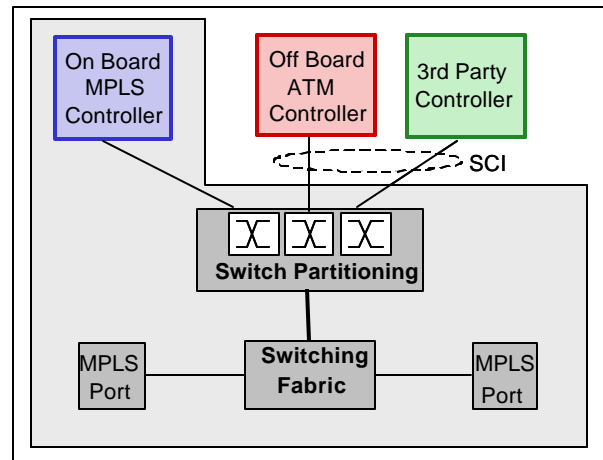 On Board
MPLS
Controller
Off Board
ATM
Controller
3rd Party
Controller
SCI
Switch Partitioning
MPLS
Port
Switching
Fabric
MPLS
Port